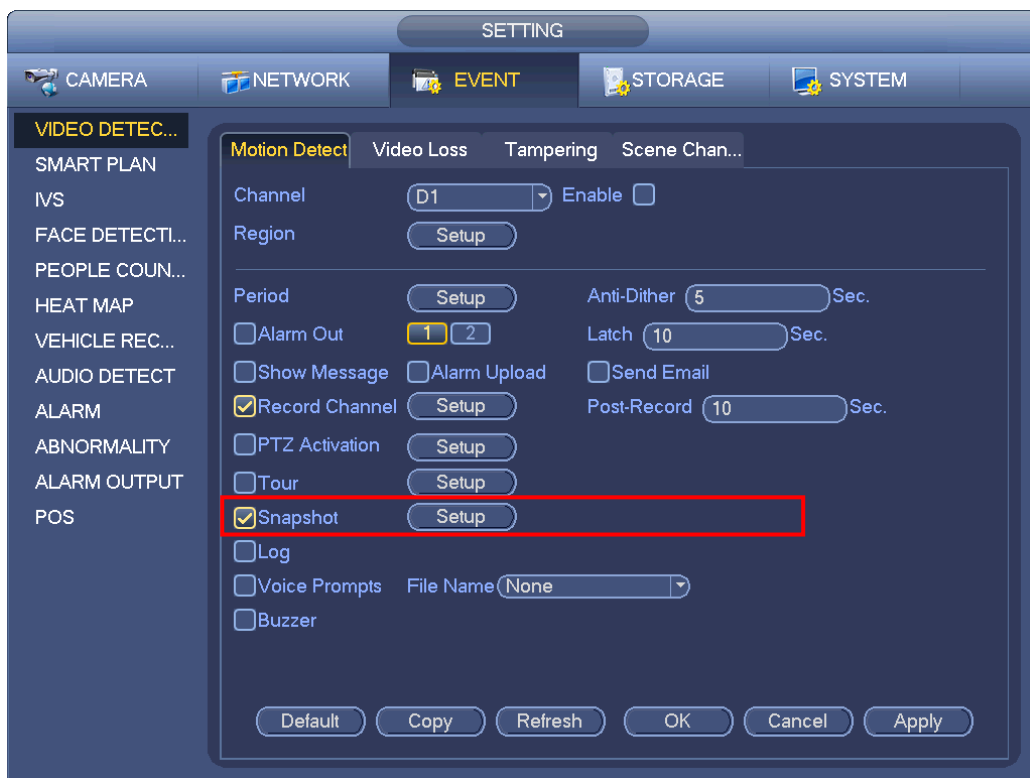 SETTING
CAMERA NETWORK EVENT STORAGE SYSTEM
VIDEO DETEC...
SMART PLAN
IVS
FACE DETECTI...
PEOPLE COUN...
HEAT MAP
VEHICLE REC...
AUDIO DETECT
ALARM
ABNORMALITY
ALARM OUTPUT
POS
Motion Detect Video Loss Tampering Scene Chan...
Channel D1 Enable
Region Setup
Period Setup Anti-Dither 5 Sec.
Alarm Out 1 2 Latch 10 Sec.
Show Message Alarm Upload Send Email
Record Channel Setup Post-Record 10 Sec.
PTZ Activation Setup
Tour Setup
Snapshot Setup
Log
Voice Prompts File Name None
Buzzer
Default Copy Refresh OK Cancel Apply